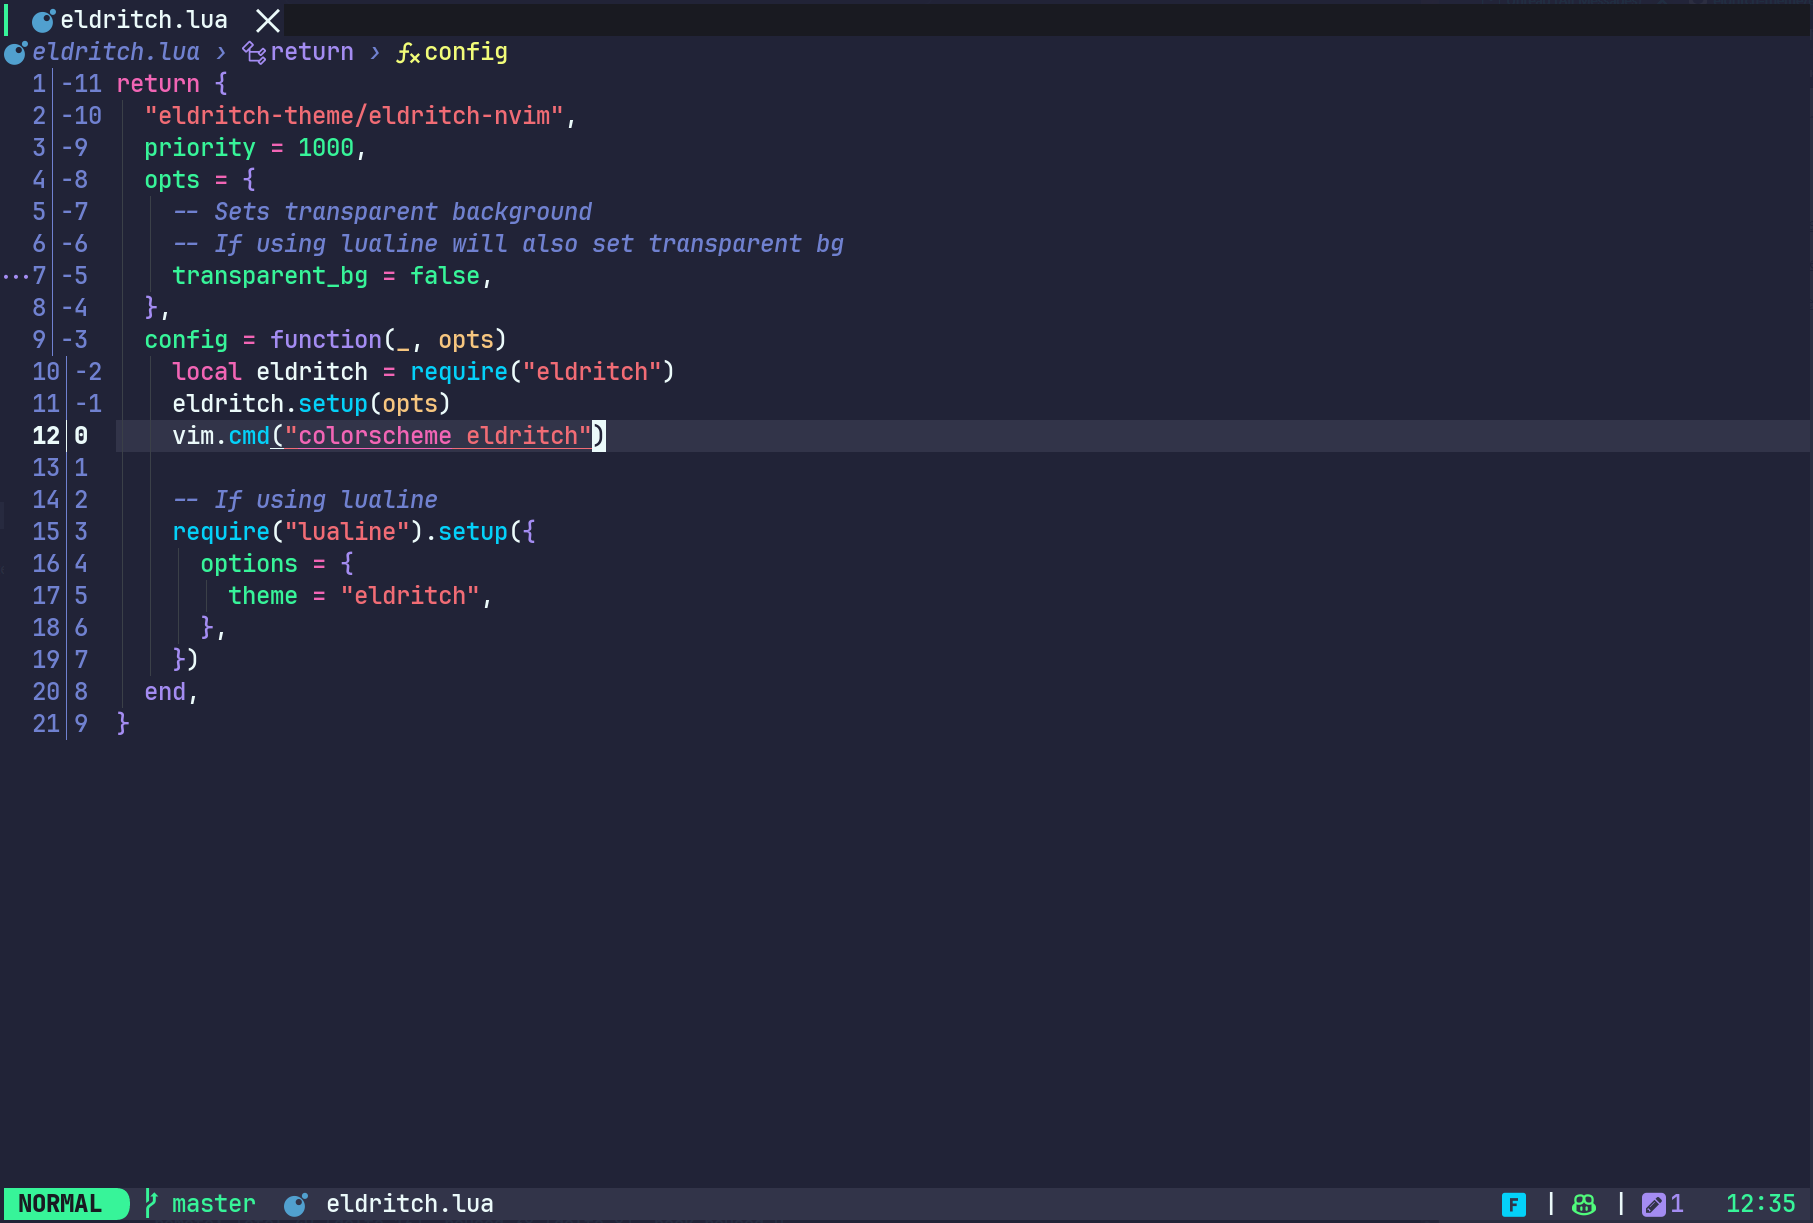 eldritch.lua
eldritch.lua › return › config
1 -11 return {
2 -10 "eldritch-theme/eldritch-nvim",
3 -9 priority = 1000,
4 -8 opts = {
5 -7 -- Sets transparent background
6 -6 -- If using lualine will also set transparent bg
...7 -5 transparent_bg = false,
8 -4 },
9 -3 config = function(_, opts)
10 -2 local eldritch = require("eldritch")
11 -1 eldritch.setup(opts)
12 0 vim.cmd("colorscheme eldritch")
13 1
14 2 -- If using lualine
15 3 require("lualine").setup({
16 4 options = {
17 5 theme = "eldritch",
18 6 },
19 7 })
20 8 end,
21 9 }
NORMAL master eldritch.lua F | | 1 12:35